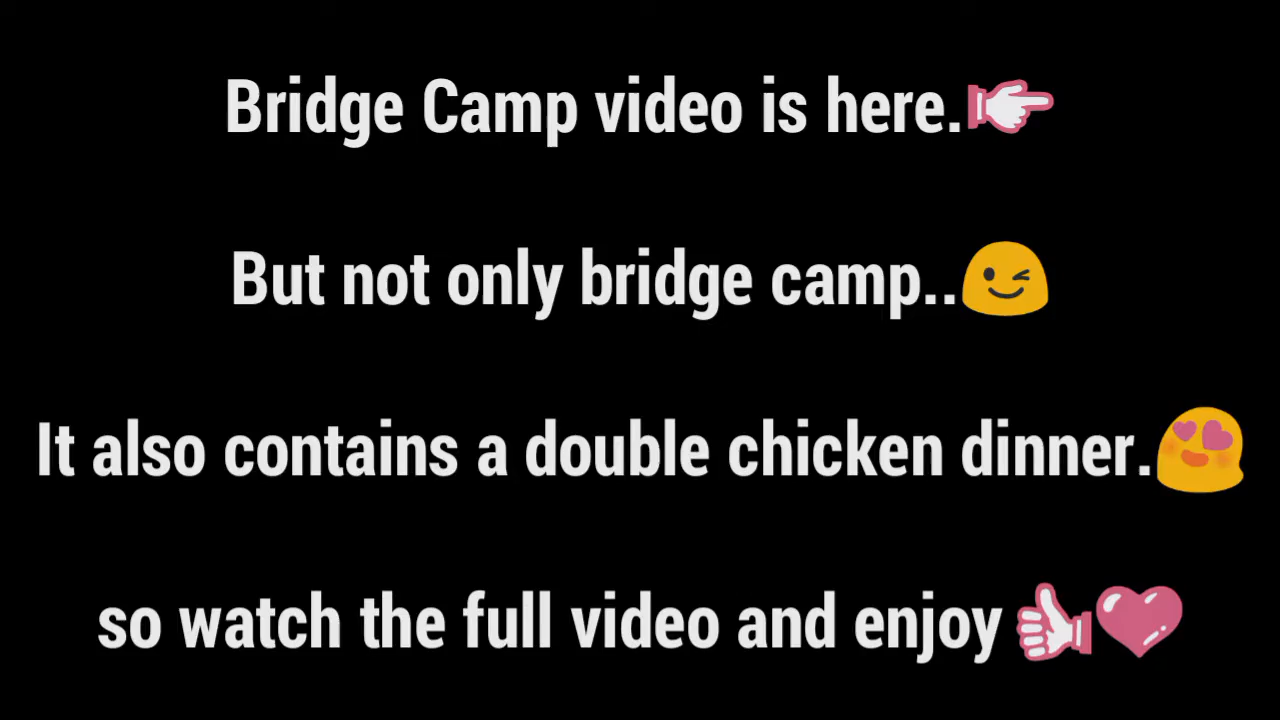 Bridge Camp video is here.👉
But not only bridge camp..😉
It also contains a double chicken dinner.😍
so watch the full video and enjoy 👍❤